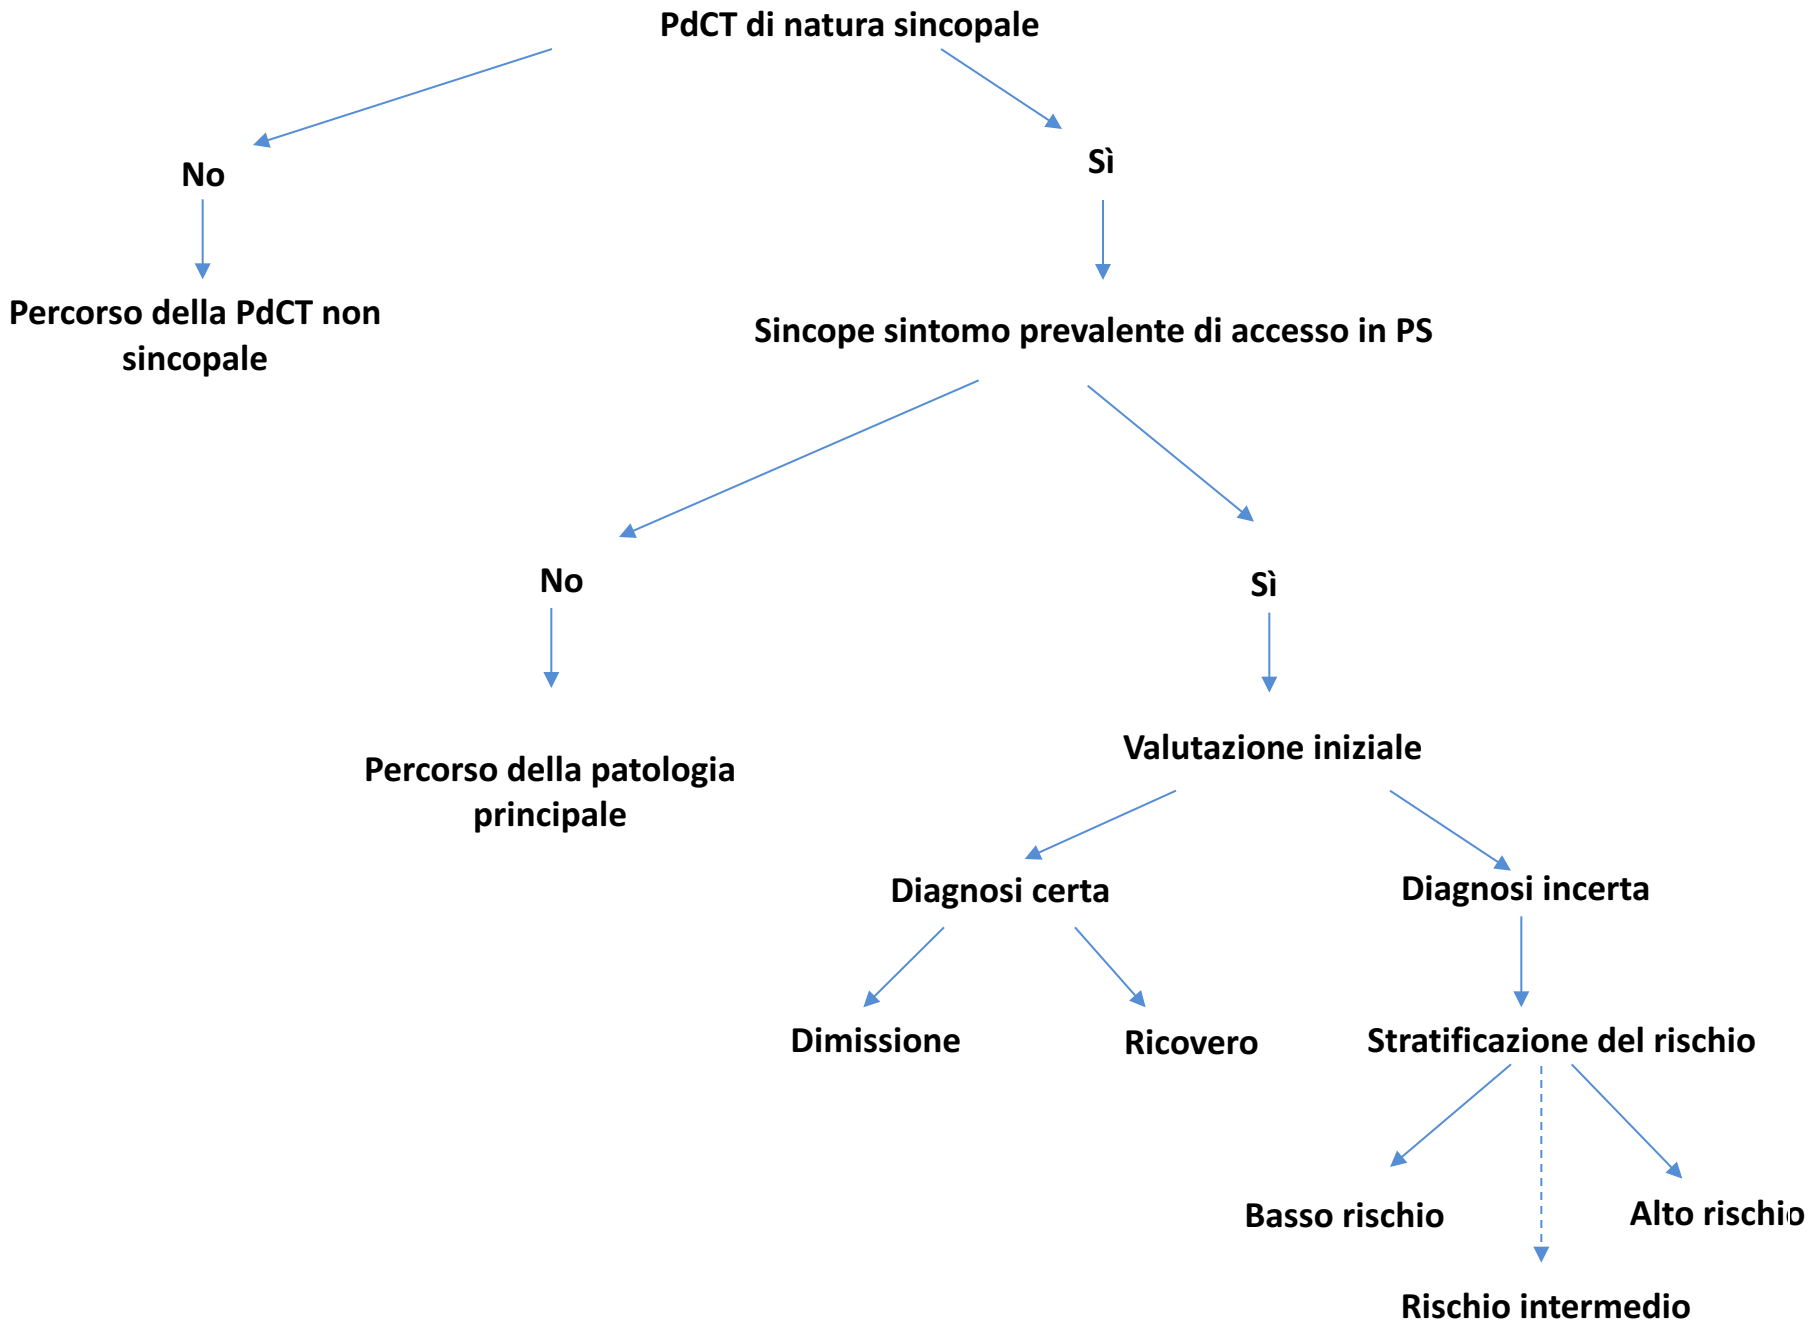 PdCT di natura sincopale
No
Sì
Percorso della PdCT non
sincopale
Sincope sintomo prevalente di accesso in PS
No
Sì
Percorso della patologia
principale
Valutazione iniziale
Diagnosi certa
Diagnosi incerta
Dimissione
Ricovero
Stratificazione del rischio
Basso rischio
Alto rischio
Rischio intermedio